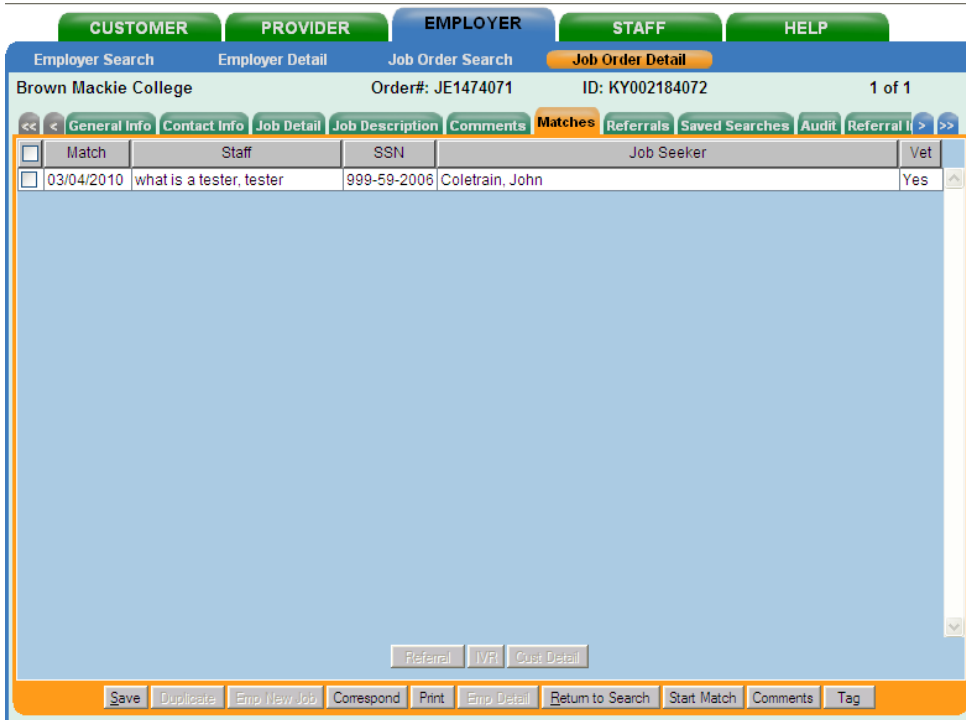 CUSTOMER PROVIDER EMPLOYER STAFF HELP
Employer Search Employer Detail Job Order Search Job Order Detail
Brown Mackie College Order#: JE1474071 ID: KY002184072 1 of 1
<< < General Info Contact Info Job Detail Job Description Comments Matches Referrals Saved Searches Audit Referral > >>
Match Staff SSN Job Seeker Vet
03/04/2010 what is a tester, tester 999-59-2006 Coletrain, John Yes
Referral IVR Cust Detail
Save Duplicate Emp New Job Correspond Print Emp Detail Return to Search Start Match Comments Tag